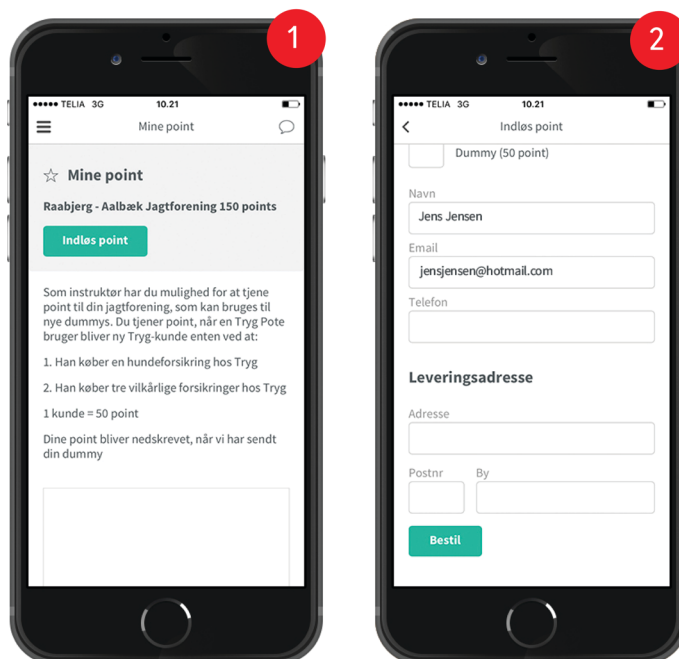 1
TELIA 3G 10.21
Mine point
Mine point
Raabjerg - Aalbæk Jagtforening 150 points
Indløs point
Som instruktør har du mulighed for at tjene
point til din jagtforening, som kan bruges til
nye dummys. Du tjener point, når en Tryg Pote
bruger bliver ny Tryg-kunde enten ved at:
1. Han køber en hundeforsikring hos Tryg
2. Han køber tre vilkårlige forsikringer hos Tryg
1 kunde = 50 point
Dine point bliver nedskrevet, når vi har sendt
din dummy
2
TELIA 3G 10.21
Indløs point
Dummy (50 point)
Navn
Jens Jensen
Email
jensjensen@hotmail.com
Telefon
Leveringsadresse
Adresse
Postnr By
Bestil